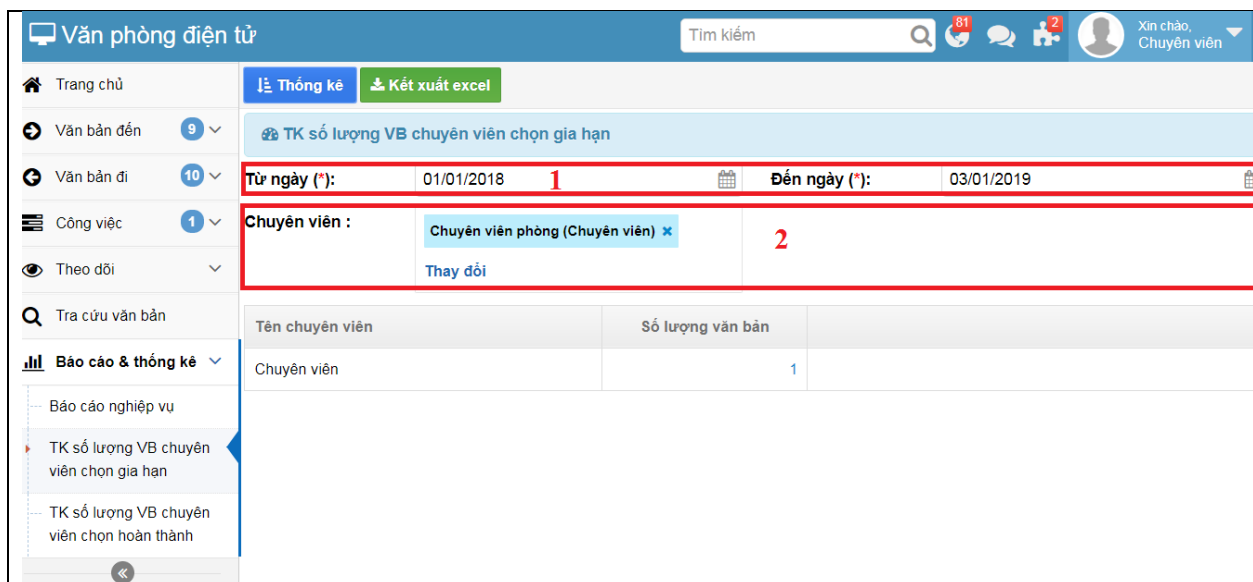 Văn phòng điện tử
Tìm kiếm
81
2
Xin chào,
Chuyên viên
Trang chủ
Văn bản đến 9
Văn bản đi 10
Công việc 1
Theo dõi
Tra cứu văn bản
Báo cáo & thống kê
Báo cáo nghiệp vụ
TK số lượng VB chuyên
viên chọn gia hạn
TK số lượng VB chuyên
viên chọn hoàn thành
Thống kê Kết xuất excel
TK số lượng VB chuyên viên chọn gia hạn
Từ ngày (*): 01/01/2018 1 Đến ngày (*): 03/01/2019
Chuyên viên : Chuyên viên phòng (Chuyên viên) × 2
Thay đổi
Tên chuyên viên Số lượng văn bản
Chuyên viên 1